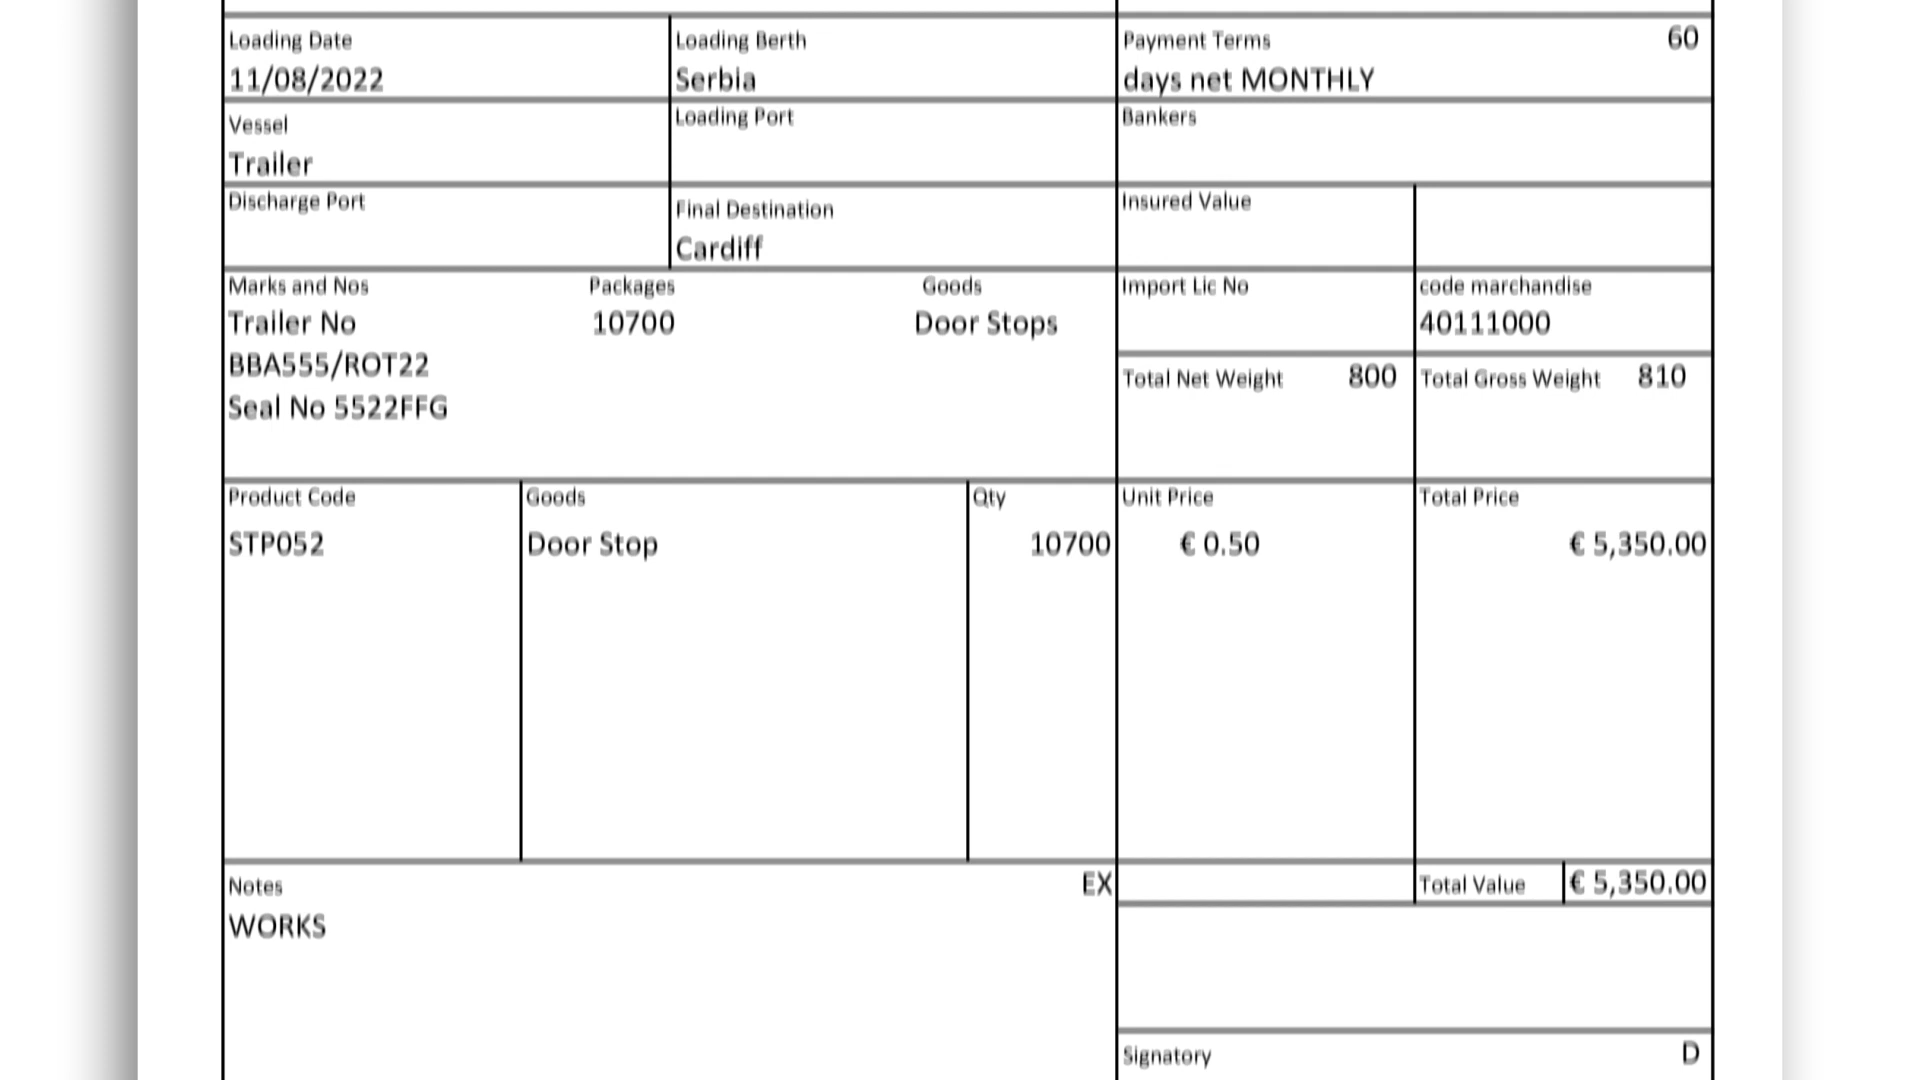 Loading Date
11/08/2022
Loading Berth
Serbia
Payment Terms 60
days net MONTHLY
Vessel
Trailer
Loading Port
Bankers
Discharge Port
Final Destination
Cardiff
Insured Value
Marks and Nos Packages Goods
Trailer No 10700 Door Stops
BBA555/ROT22
Seal No 5522FFG
Import Lic No
code marchandise
40111000
Total Net Weight 800
Total Gross Weight 810
Product Code Goods Qty Unit Price Total Price
STP052 Door Stop 10700 € 0.50 € 5,350.00
Notes EX
WORKS
Total Value € 5,350.00
Signatory D